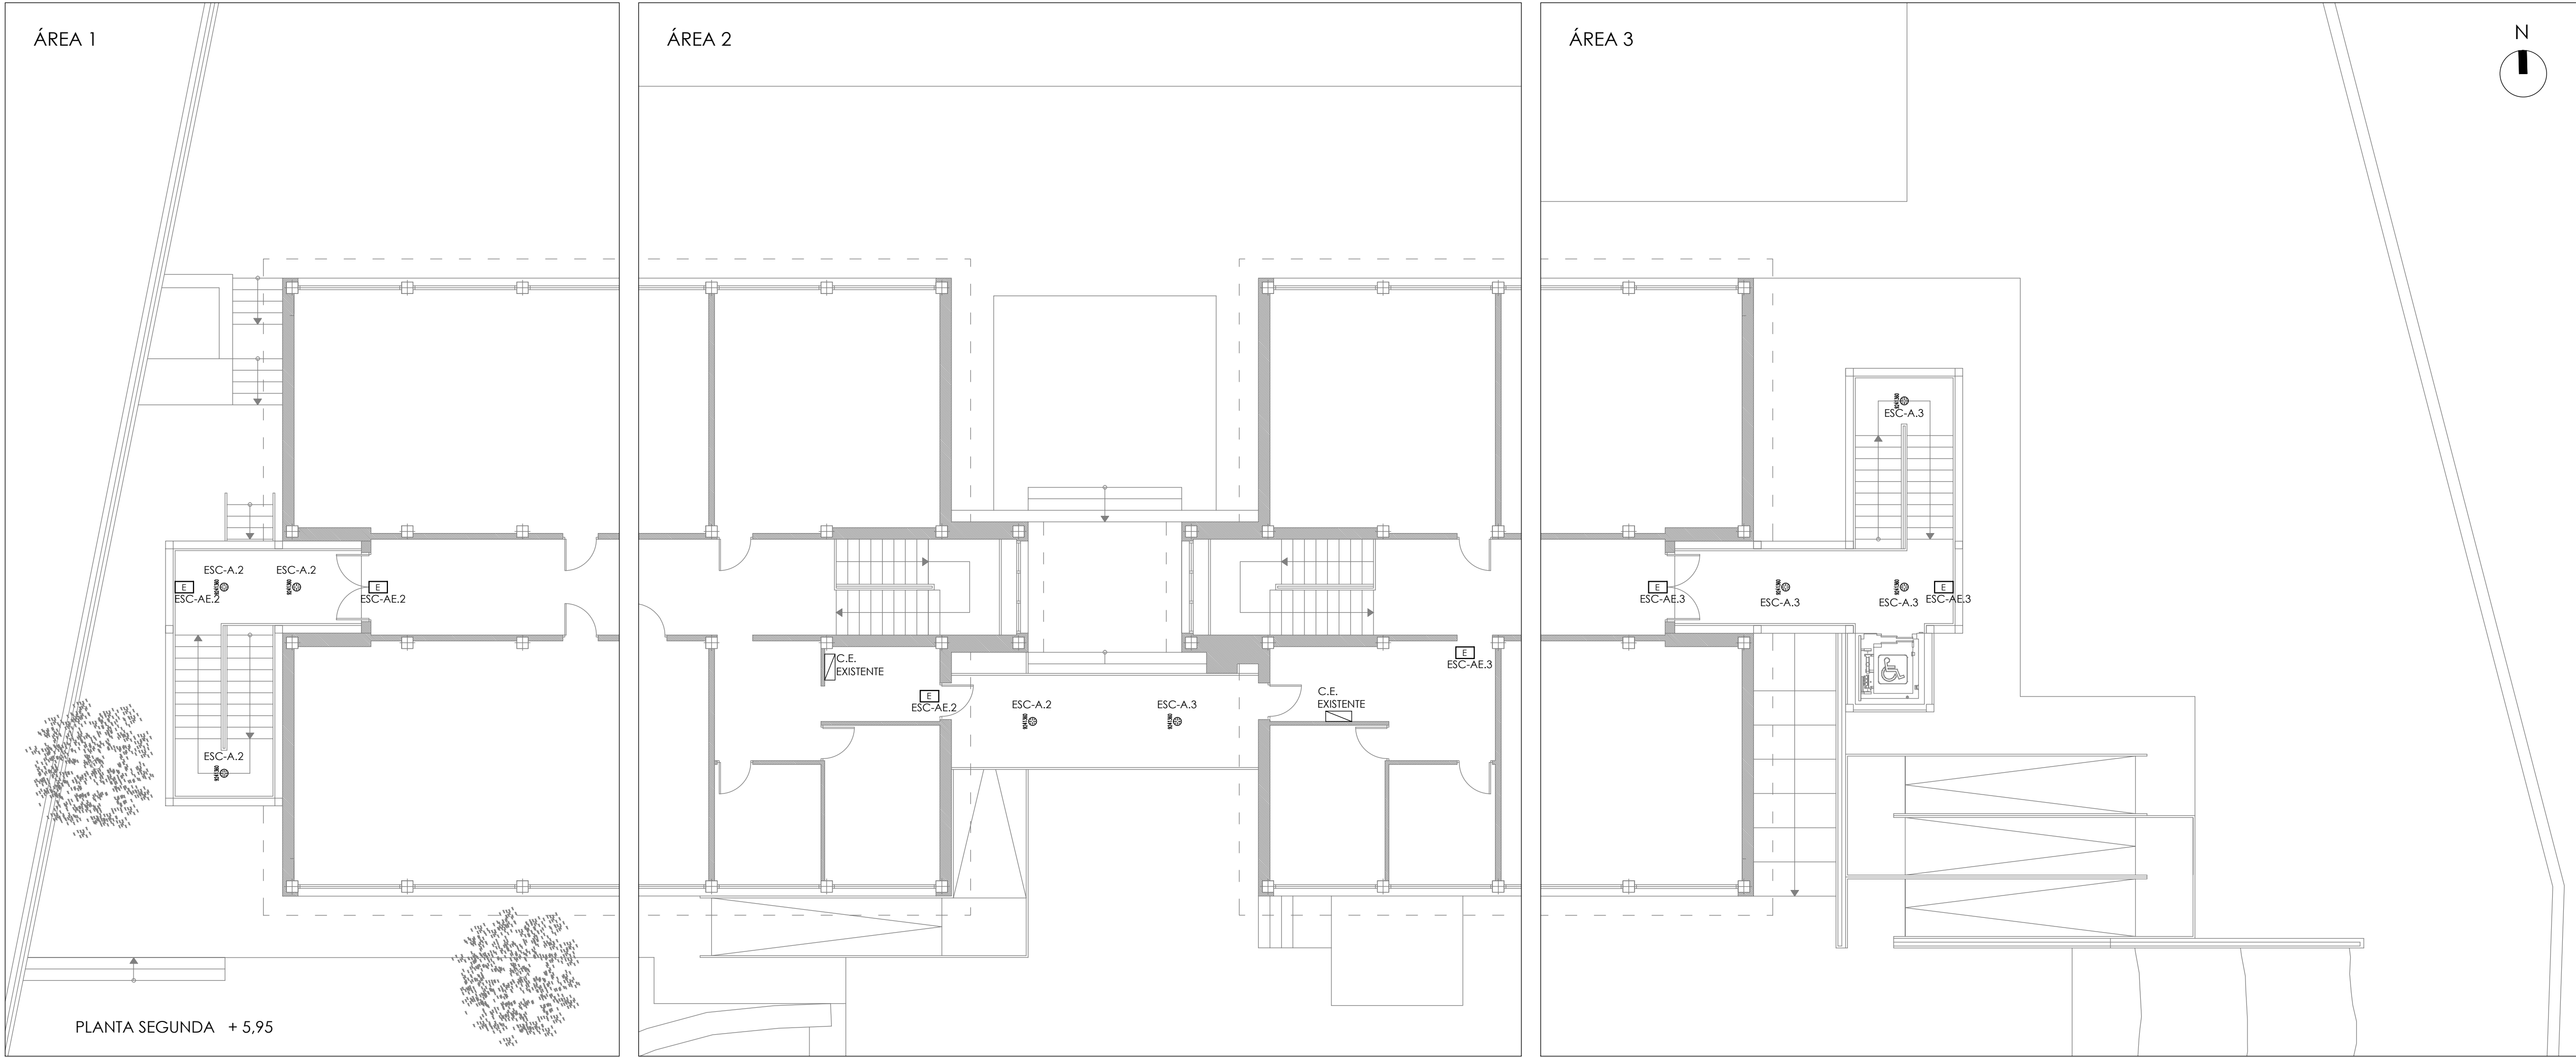 ÁREA 1
ESC-A.2
ESC-A.2
E
ESC-AE.2
E
ESC-AE.2
ESC-A.2
PLANTA SEGUNDA + 5,95
ÁREA 2
C.E.
EXISTENTE
E
ESC-AE.2
ESC-A.2
ESC-A.3
C.E.
EXISTENTE
E
ESC-AE.3
ÁREA 3
N
ESC-A.3
E
ESC-AE.3
ESC-A.3
ESC-A.3
E
ESC-AE.3